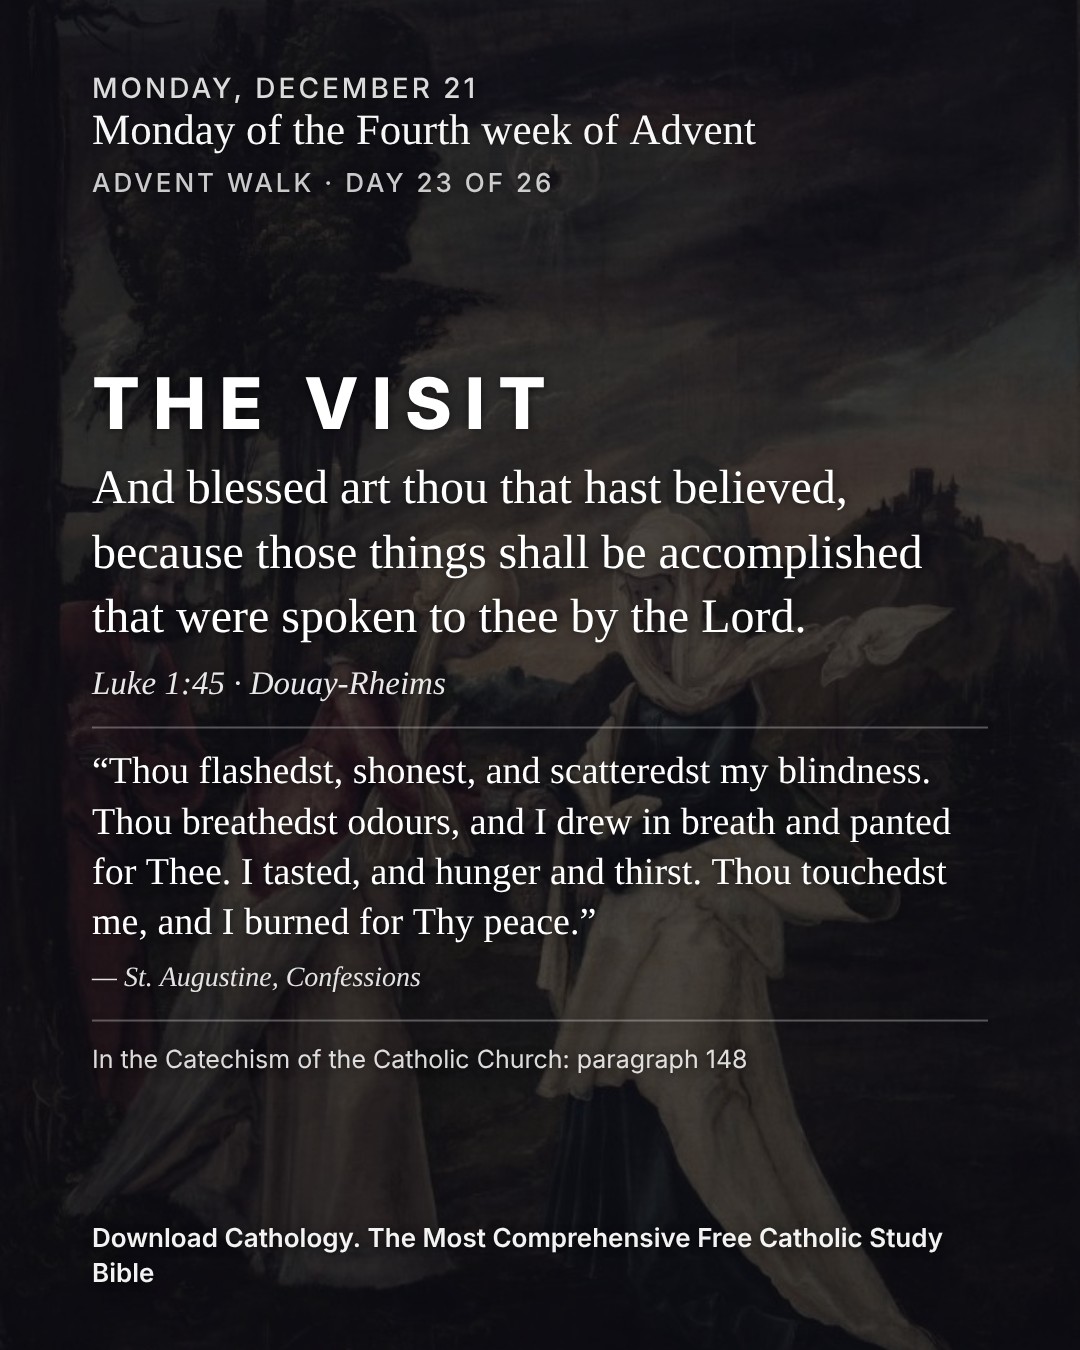 MONDAY, DECEMBER 21
Monday of the Fourth week of Advent
ADVENT WALK · DAY 23 OF 26
THE VISIT
And blessed art thou that hast believed,
because those things shall be accomplished
that were spoken to thee by the Lord.
Luke 1:45 · Douay-Rheims
“Thou flashedst, shonest, and scatteredst my blindness.
Thou breathedst odours, and I drew in breath and panted
for Thee. I tasted, and hunger and thirst. Thou touchedst
me, and I burned for Thy peace.”
— St. Augustine, Confessions
In the Catechism of the Catholic Church: paragraph 148
Download Cathology. The Most Comprehensive Free Catholic Study
Bible